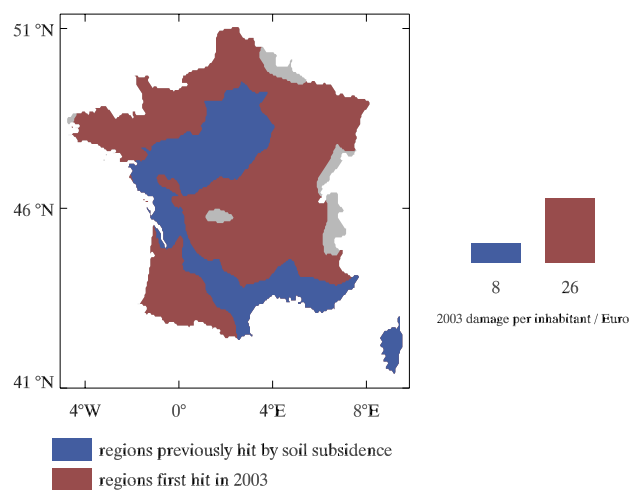 51 °N
46 °N
41 °N
4°W 0° 4°E 8°E
8 26
2003 damage per inhabitant / Euro
regions previously hit by soil subsidence
regions first hit in 2003